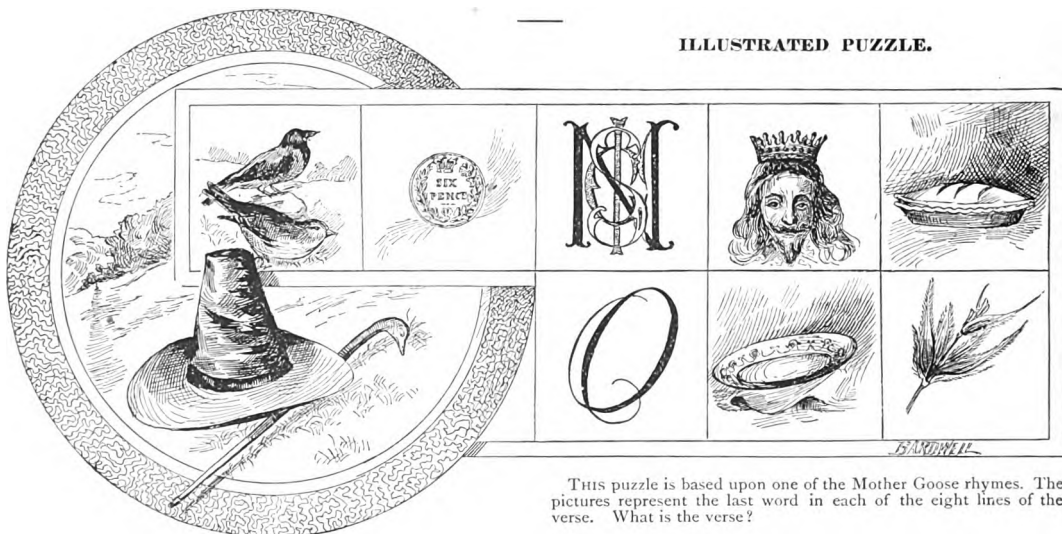 ILLUSTRATED PUZZLE.
SIX
PENCE
O
BARDWELL
THIS puzzle is based upon one of the Mother Goose rhymes. The
pictures represent the last word in each of the eight lines of the
verse. What is the verse?